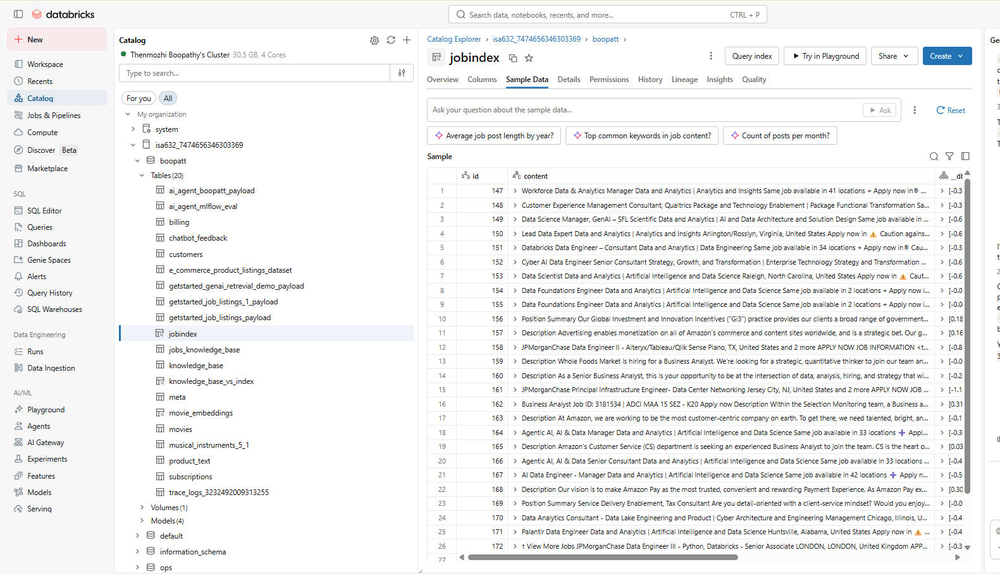 databricks
Search data, notebooks, recents, and more...
CTRL + P
New
Workspace
Recents
Catalog
Jobs & Pipelines
Compute
Discover Beta
Marketplace
SQL
SQL Editor
Queries
Dashboards
Genie Spaces
Alerts
Query History
SQL Warehouses
Data Engineering
Runs
Data Ingestion
AI/ML
Playground
Agents
AI Gateway
Experiments
Features
Models
Serving
Catalog
Thenmozhi Boopathy's Cluster 30.5 GB, 4 Cores
Type to search...
For you
All
My organization
system
isa632_7474656346303369
boopatt
Tables (20)
ai_agent_boopatt_payload
ai_agent_mlflow_eval
billing
chatbot_feedback
customers
e_commerce_product_listings_dataset
getstarted_genai_retrevial_demo_payload
getstarted_job_listings_1_payload
getstarted_job_listings_payload
jobindex
jobs_knowledge_base
knowledge_base
knowledge_base_vs_index
meta
movie_embeddings
movies
musical_instruments_5_1
product_text
subscriptions
trace_logs_3232492009313255
Volumes (1)
Models (4)
default
information_schema
ops
Catalog Explorer › isa632_7474656346303369 › boopatt ›
jobindex
Query index
Try in Playground
Share
Create
Overview Columns Sample Data Details Permissions History Lineage Insights Quality
Ask your question about the sample data...
Ask
Reset
Average job post length by year?
Top common keywords in job content?
Count of posts per month?
Sample
id content
1 147 Workforce Data & Analytics Manager Data and Analytics | Analytics and Insights Same job available in 41 locations + Apply now in® ... [-0.3
2 148 Customer Experience Management Consultant, Qualtrics Package and Technology Enablement | Package Functional Transformation Sa... [-0.3
3 149 Data Science Manager, GenAI – SFL Scientific Data and Analytics | AI and Data Architecture and Solution Design Same job available in ... [-0.6
4 150 Lead Data Expert Data and Analytics | Analytics and Insights Arlington/Rosslyn, Virginia, United States Apply now in ⚠ Caution agains... [-0.6
5 151 Databricks Data Engineer – Consultant Data and Analytics | Data Engineering Same job available in 34 locations + Apply now in® Cau... [-0.3
6 152 Cyber AI Data Engineer Senior Consultant Strategy, Growth, and Transformation | Enterprise Technology Strategy and Transformation ... [-0.6
7 153 Data Scientist Data and Analytics | Artificial Intelligence and Data Science Raleigh, North Carolina, United States Apply now in ⚠ Caut... [-0.6
8 154 Data Foundations Engineer Data and Analytics | Artificial Intelligence and Data Science Same job available in 2 locations + Apply now i... [-0.0
9 155 Data Foundations Engineer Data and Analytics | Artificial Intelligence and Data Science Same job available in 2 locations + Apply now i... [-0.0
10 156 Position Summary Our Global Investment and Innovation Incentives ("Gi3") practice provides our clients a broad range of government... [0.18
11 157 Description Advertising enables monetization on all of Amazon's commerce and content sites worldwide, and is a strategic bet. Our g... [0.16
12 158 JPMorganChase Data Engineer II - Alteryx/Tableau/Qlik Sense Plano, TX, United States and 2 more APPLY NOW JOB INFORMATION <t... [-0.8
13 159 Description Whole Foods Market is hiring for a Business Analyst. We're looking for a strategic, quantitative thinker to join our team an... [-0.0
14 160 Description As a Senior Business Analyst, this is your opportunity to be at the intersection of data, analysis, hiring, and strategy that wi... [-0.2
15 161 JPMorganChase Principal Infrastructure Engineer- Data Center Networking Jersey City, NJ, United States and 2 more APPLY NOW JOB ... [-1.1
16 162 Business Analyst Job ID: 3181534 | ADCI MAA 15 SEZ - K20 Apply now Description Within the Selection Monitoring team, a Business a... [0.31
17 163 Description At Amazon, we are working to be the most customer-centric company on earth. To get there, we need talented, bright, an... [-0.1
18 164 Agentic AI, AI & Data Manager Data and Analytics | Artificial Intelligence and Data Science Same job available in 33 locations ➕ Appl... [-0.3
19 165 Description Amazon's Customer Service (CS) department is seeking an experienced Business Analyst to join the team. CS is the heart o... [0.03
20 166 Agentic AI, AI & Data Senior Consultant Data and Analytics | Artificial Intelligence and Data Science Same job available in 33 locations ... [-0.4
21 167 AI Data Engineer - Manager Data and Analytics | Artificial Intelligence and Data Science Same job available in 42 locations ➕ Apply n... [-0.5
22 168 Description Our vision is to make Amazon Pay as the most trusted, convenient and rewarding Payment Experience. As Amazon Pay ex... [0.30
23 169 Position Summary Service Delivery Enablement, Tax Consultant Are you detail-oriented with a client-service mindset? Would you enjoy... [-0.0
24 170 Data Analytics Consultant - Data Lake Engineering and Product | Cyber Architecture and Engineering Management Chicago, Illinois, U... [-0.4
25 171 Palantir Data Engineer Data and Analytics | Artificial Intelligence and Data Science Huntsville, Alabama, United States Apply now in ⚠ ... [-0.4
26 172 ↑ View More Jobs JPMorganChase Data Engineer III - Python, Databricks - Senior Associate LONDON, LONDON, United Kingdom APP... [-0.3
27